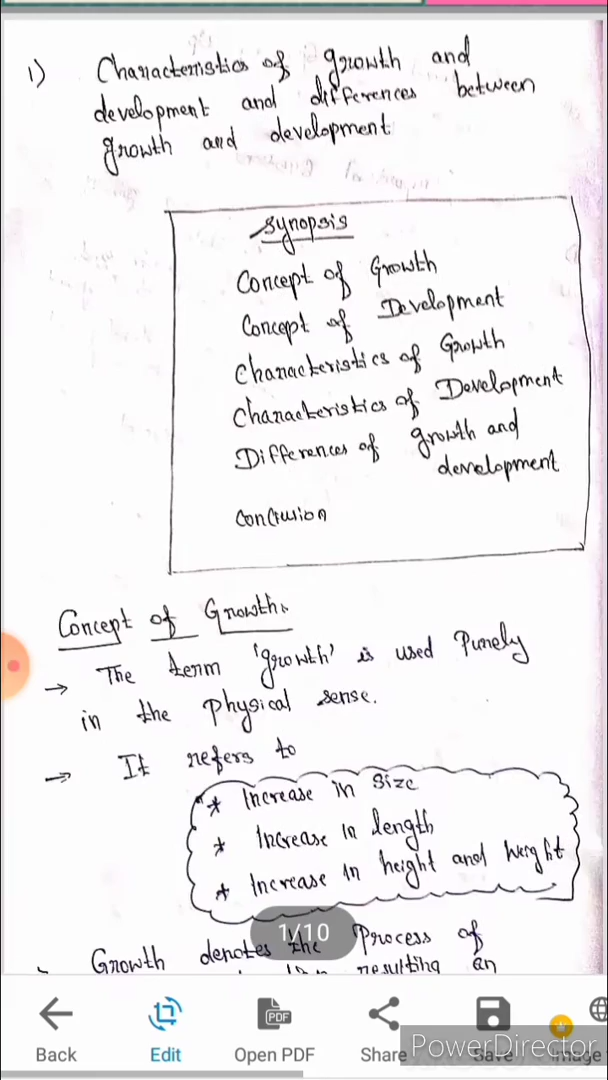 1) Characteristics of growth and
development and differences between
growth and development
Synopsis
Concept of Growth
Concept of Development
Characteristics of Growth
Characteristics of Development
Differences of growth and
development
Conclusion
Concept of Growth:
→ The term 'growth' is used Purely
in the physical sense.
→ It refers to
* Increase in size
* Increase in length
* Increase in height and weight
1/10
Growth denotes the Process of
resulting an
Back
Edit
Open PDF
Share
Save
Image
PDF
PowerDirector